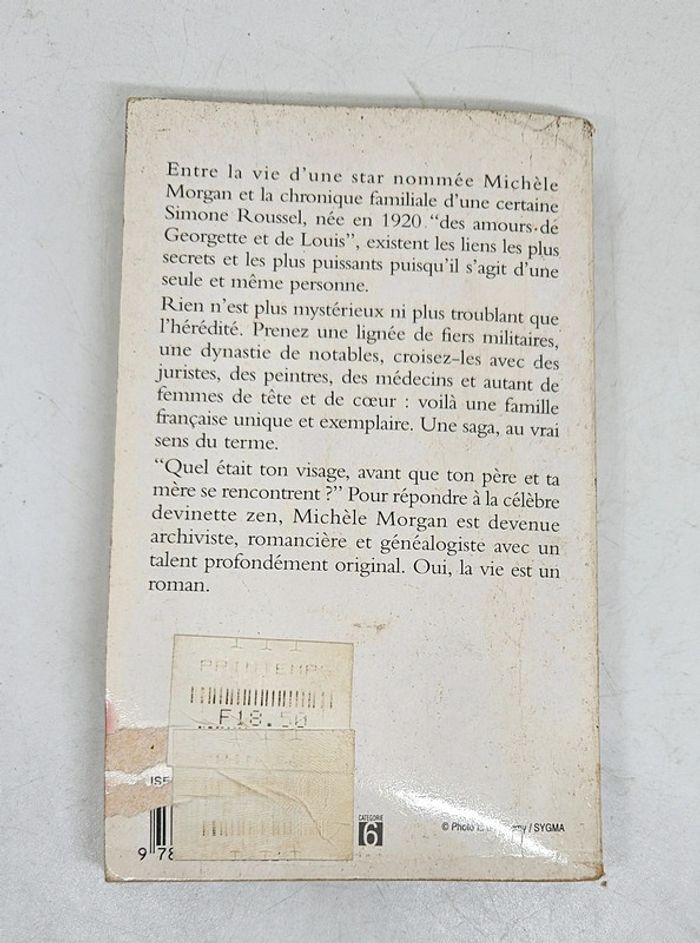 Entre la vie d'une star nommée Michèle
Morgan et la chronique familiale d'une certaine
Simone Roussel, née en 1920 "des amours de
Georgette et de Louis", existent les liens les plus
secrets et les plus puissants puisqu'il s'agit d'une
seule et même personne.
Rien n'est plus mystérieux ni plus troublant que
l'hérédité. Prenez une lignée de fiers militaires,
une dynastie de notables, croisez-les avec des
juristes, des peintres, des médecins et autant de
femmes de tête et de cœur : voilà une famille
française unique et exemplaire. Une saga, au vrai
sens du terme.
"Quel était ton visage, avant que ton père et ta
mère se rencontrent ?" Pour répondre à la célèbre
devinette zen, Michèle Morgan est devenue
archiviste, romancière et généalogiste avec un
talent profondément original. Oui, la vie est un
roman.
PRINTEMPS
F18.50
CATEGORIE
6
© Photo / SYGMA
9 78